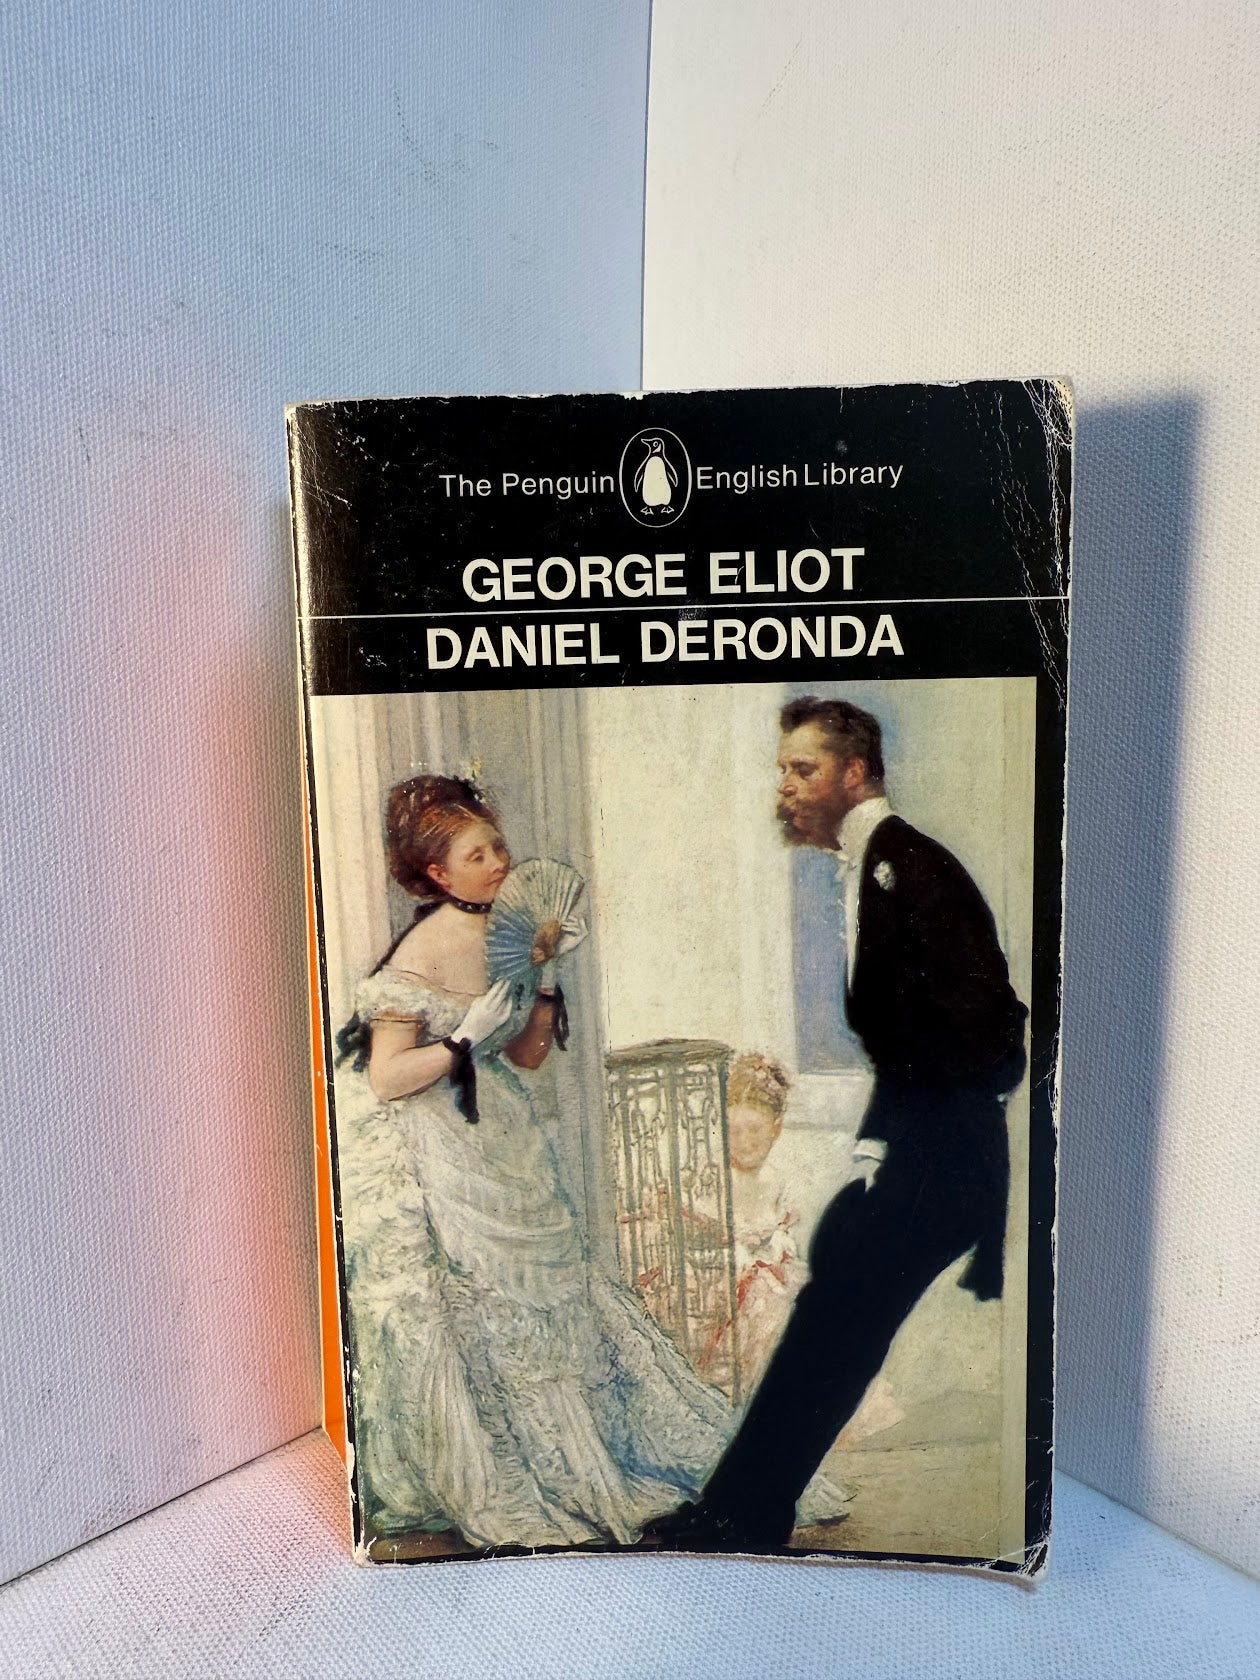 The Penguin English Library
GEORGE ELIOT
DANIEL DERONDA